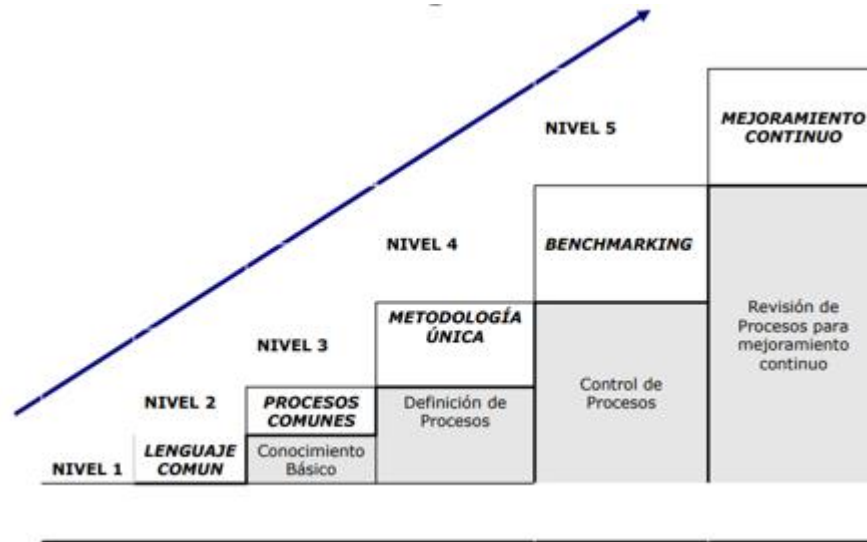 NIVEL 1
LENGUAJE
COMUN
NIVEL 2
PROCESOS
COMUNES
Conocimiento
Básico
NIVEL 3
METODOLOGÍA
ÚNICA
Definición de
Procesos
NIVEL 4
BENCHMARKING
Control de
Procesos
NIVEL 5
MEJORAMIENTO
CONTINUO
Revisión de
Procesos para
mejoramiento
continuo